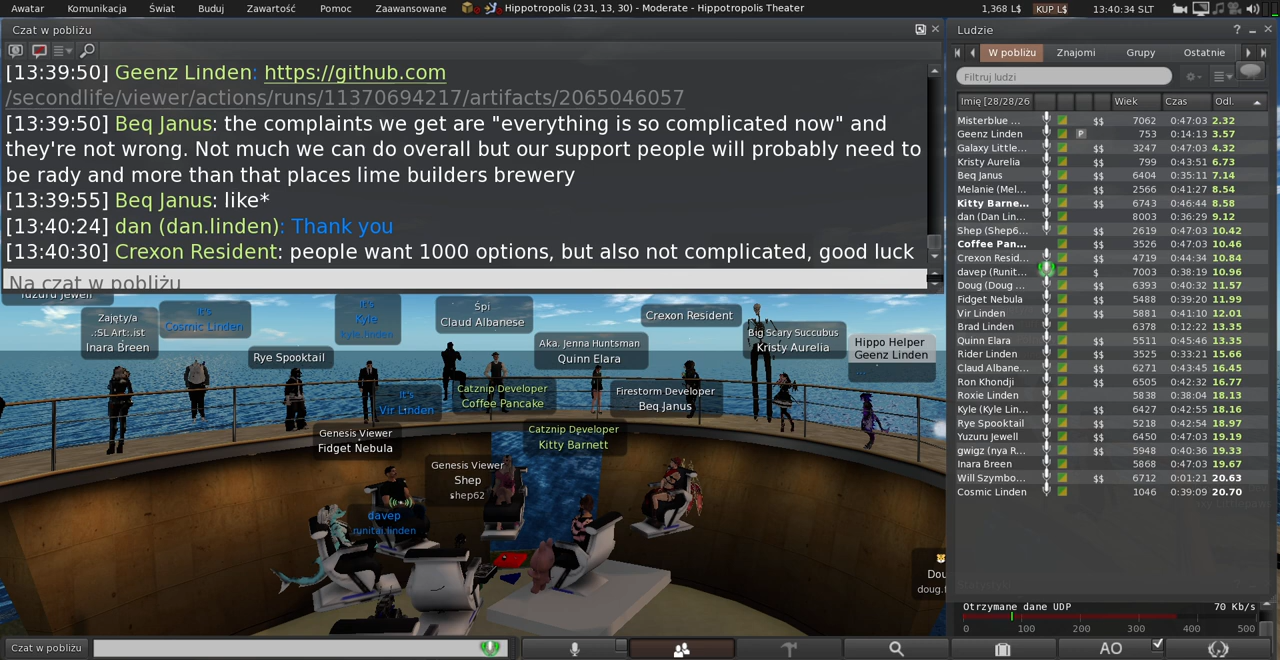 Awatar Komunikacja Świat Buduj Zawartość Pomoc Zaawansowane Hippotropolis (231, 13, 30) - Moderate - Hippotropolis Theater 1,368 L$ KUP L$ 13:40:34 SLT
Czat w pobliżu
[13:39:50] Geenz Linden: https://github.com
/secondlife/viewer/actions/runs/11370694217/artifacts/2065046057
[13:39:50] Beq Janus: the complaints we get are "everything is so complicated now" and
they're not wrong. Not much we can do overall but our support people will probably need to
be rady and more than that places lime builders brewery
[13:39:55] Beq Janus: like*
[13:40:24] dan (dan.linden): Thank you
[13:40:30] Crexon Resident: people want 1000 options, but also not complicated, good luck
Na czat w pobliżu
Yuzuru Jewell
Zajęty/a
.:SL Art:.ist
Inara Breen
It's
Cosmic Linden
It's
Kyle
kyle.linden
Śpi
Claud Albanese
Crexon Resident
Big Scary Succubus
Kristy Aurelia
Hippo Helper
Geenz Linden
Rye Spooktail
Aka. Jenna Huntsman
Quinn Elara
It's
Vir Linden
Catznip Developer
Coffee Pancake
Firestorm Developer
Beq Janus
Genesis Viewer
Fidget Nebula
Catznip Developer
Kitty Barnett
Genesis Viewer
Shep
shep62
davep
runitai.linden
Dou
doug.
Ludzie
W pobliżu Znajomi Grupy Ostatnie
Filtruj ludzi
Imię [28/28/26 Wiek Czas Odl.
Misterblue ... $$ 7062 0:47:03 2.32
Geenz Linden P 753 0:14:13 3.57
Galaxy Little... $$ 3247 0:47:03 4.32
Kristy Aurelia $$ 799 0:43:51 6.73
Beq Janus $$ 6404 0:35:11 7.14
Melanie (Mel... $$ 2566 0:41:27 8.54
Kitty Barne... $$ 6743 0:46:44 8.58
dan (Dan Lin... 8003 0:36:29 9.12
Shep (Shep6... $$ 2619 0:47:03 10.42
Coffee Pan... $$ 3526 0:47:03 10.46
Crexon Resid... $$ 4719 0:44:34 10.84
davep (Runit... $ 7003 0:38:19 10.96
Doug (Doug ... $$ 6393 0:40:32 11.57
Fidget Nebula $$ 5488 0:39:20 11.99
Vir Linden $$ 5881 0:41:10 12.01
Brad Linden 6378 0:12:22 13.35
Quinn Elara $$ 5511 0:45:46 13.35
Rider Linden $$ 3525 0:33:21 15.66
Claud Albane... $$ 6271 0:43:45 16.45
Ron Khondji $$ 6505 0:42:32 16.77
Roxie Linden 5838 0:38:04 18.13
Kyle (Kyle Lin... $$ 6427 0:42:55 18.16
Rye Spooktail $$ 5218 0:42:54 18.97
Yuzuru Jewell $$ 6450 0:47:03 19.19
gwigz (nya R... $$ 5948 0:40:36 19.33
Inara Breen 5868 0:47:03 19.67
Will Szymbo... $$ 6712 0:01:21 20.63
Cosmic Linden 1046 0:39:09 20.70
Otrzymane dane UDP 70 Kb/s
0 100 200 300 400 500
Czat w pobliżu
AO